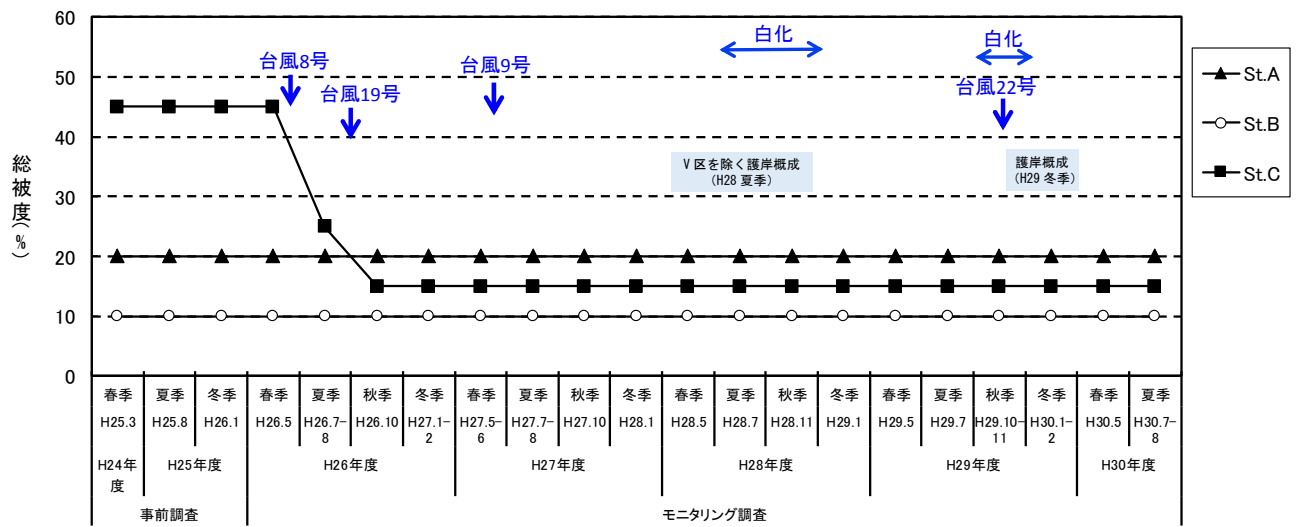 60
50
40
30
20
10
0
総被度(%)
白化
白化
台風8号
台風9号
台風19号
台風22号
V区を除く護岸概成
(H28 夏季)
護岸概成
(H29 冬季)
St.A
St.B
St.C
春季 夏季 冬季 春季 夏季 秋季 冬季 春季 夏季 秋季 冬季 春季 夏季 秋季 冬季 春季 夏季 秋季 冬季 春季 夏季
H25.3 H25.8 H26.1 H26.5 H26.7-8 H26.10 H27.1-2 H27.5-6 H27.7-8 H27.10 H28.1 H28.5 H28.7 H28.11 H29.1 H29.5 H29.7 H29.10-11 H30.1-2 H30.5 H30.7-8
H24年度 H25年度 H26年度 H27年度 H28年度 H29年度 H30年度
事前調査 モニタリング調査